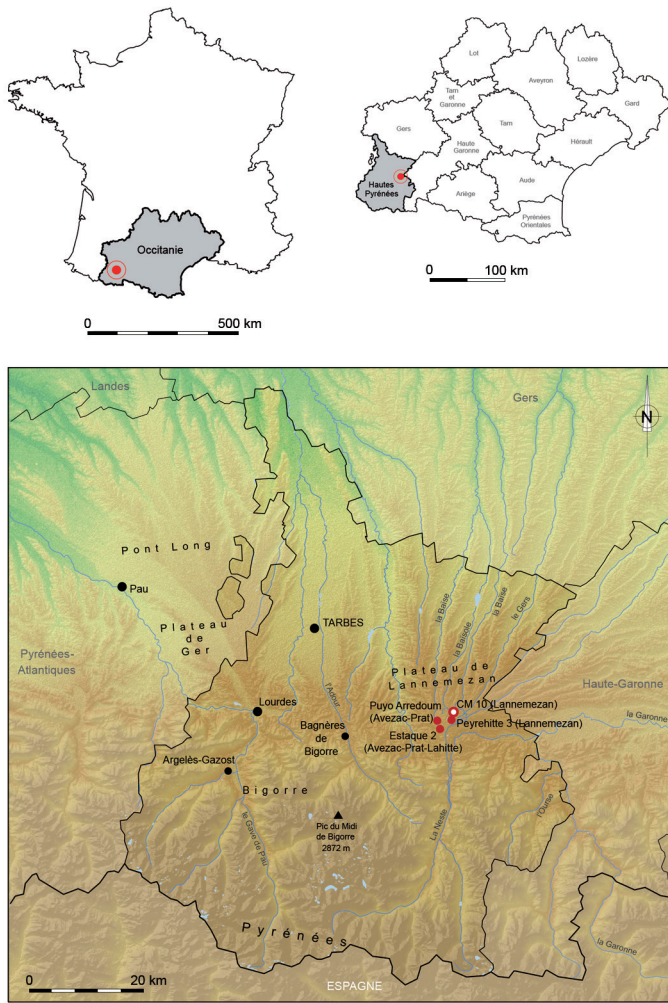 Occitanie
0 500 km
Lot
Lozère
Aveyron
Tarn
et
Garonne
Gard
Gers
Tarn
Haute
Garonne
Hérault
Hautes
Pyrénées
Aude
Ariège
Pyrénées
Orientales
0 100 km
Landes
Gers
N
Pont Long
Pau
Plateau
de
Ger
TARBES
la Baïse
la Baïsole
la Baïse
le Gers
Pyrénées-
Atlantiques
Plateau de
Lannemezan
Haute-Garonne
l'Adour
Lourdes
Puyo Arredoum
(Avezac-Prat)
CM 10 (Lannemezan)
Peyrehitte 3 (Lannemezan)
la Garonne
Bagnères
de
Bigorre
Estaque 2
(Avezac-Prat-Lahitte)
Argelès-Gazost
Bigorre
l'Ourse
Pic du Midi
de Bigorre
2872 m
le Gave de Pau
La Neste
Pyrénées
la Garonne
0 20 km
ESPAGNE